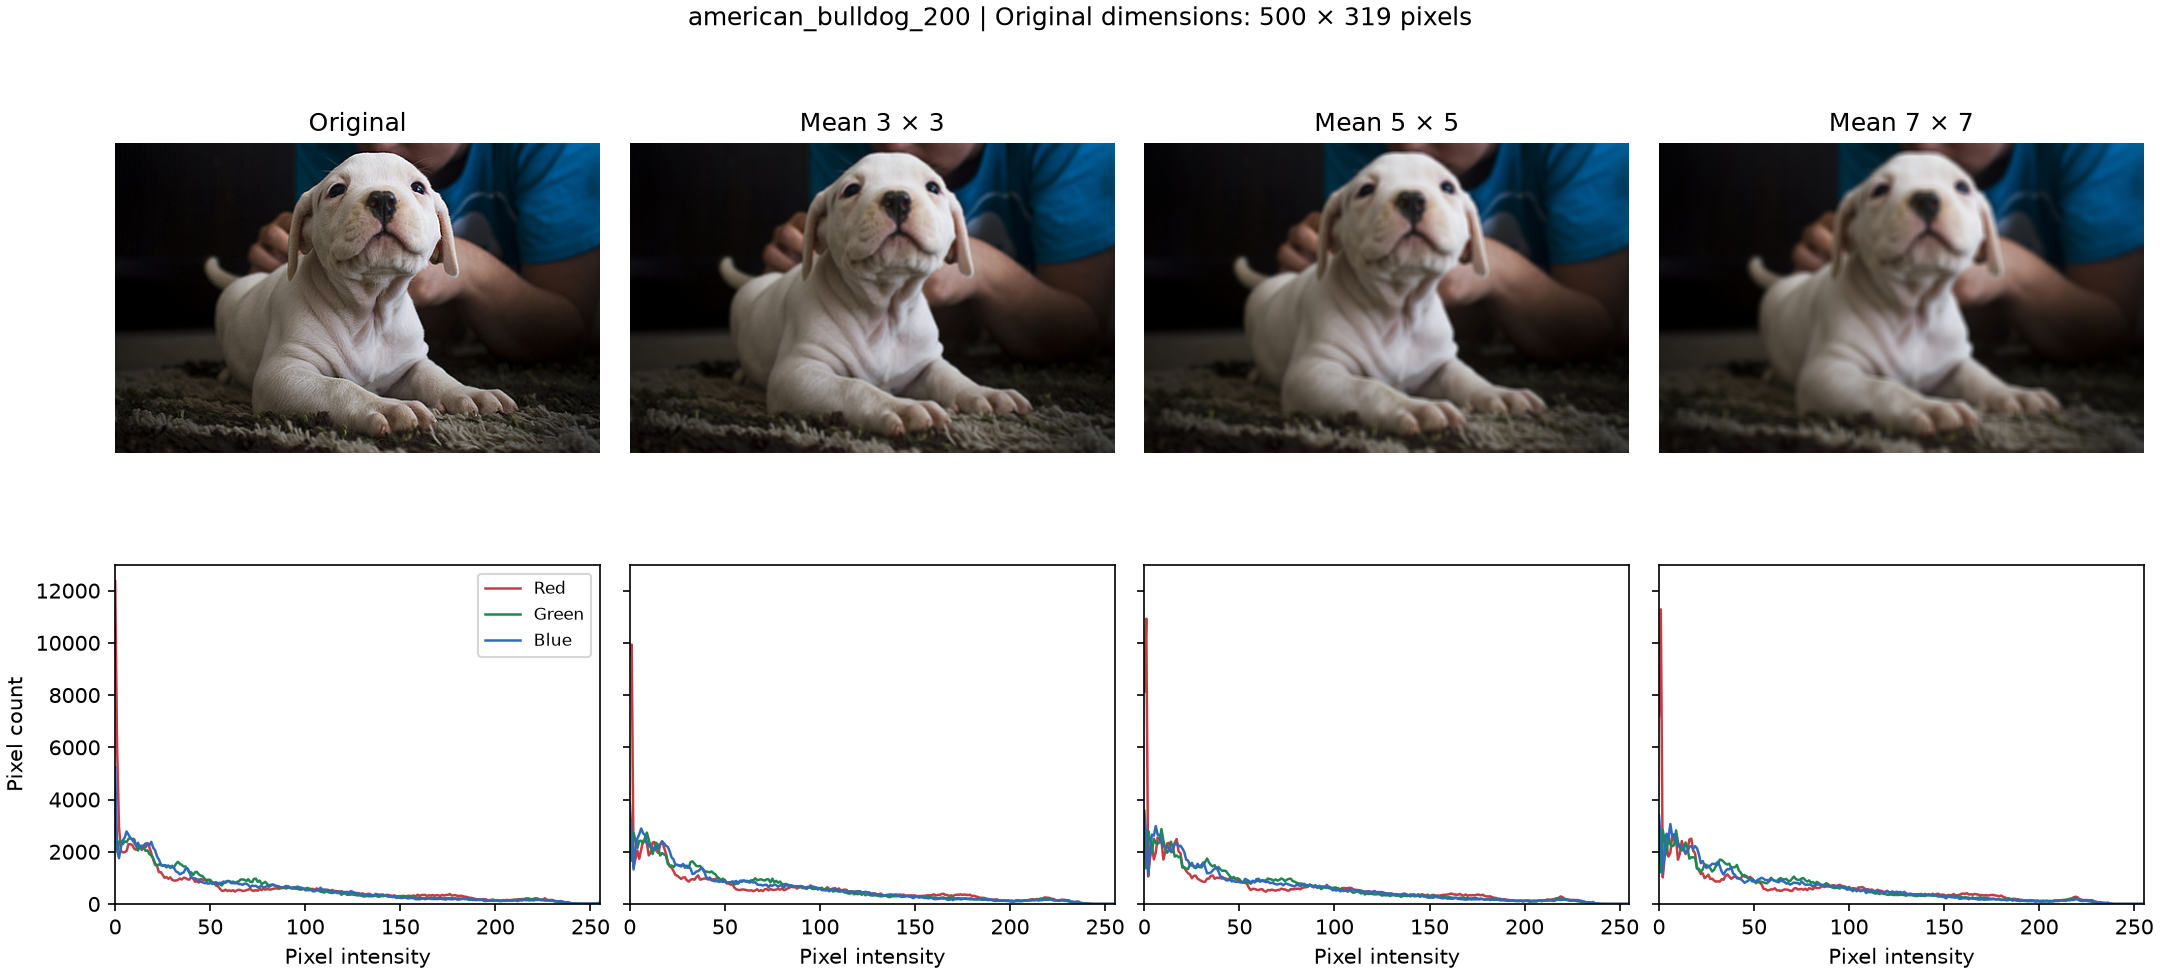 american_bulldog_200 | Original dimensions: 500 × 319 pixels
Original
Mean 3 × 3
Mean 5 × 5
Mean 7 × 7
Pixel count
12000
10000
8000
6000
4000
2000
0
Red
Green
Blue
0 50 100 150 200 250
0 50 100 150 200 250
0 50 100 150 200 250
0 50 100 150 200 250
Pixel intensity
Pixel intensity
Pixel intensity
Pixel intensity